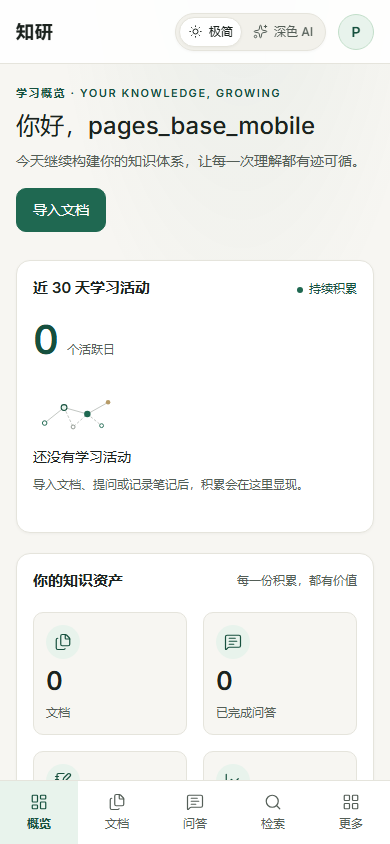 知研
极简
深色 AI
P
学习概览 · YOUR KNOWLEDGE, GROWING
你好，pages_base_mobile
今天继续构建你的知识体系，让每一次理解都有迹可循。
导入文档
近 30 天学习活动
持续积累
0 个活跃日
还没有学习活动
导入文档、提问或记录笔记后，积累会在这里显现。
你的知识资产
每一份积累，都有价值
0
文档
0
已完成问答
概览
文档
问答
检索
更多